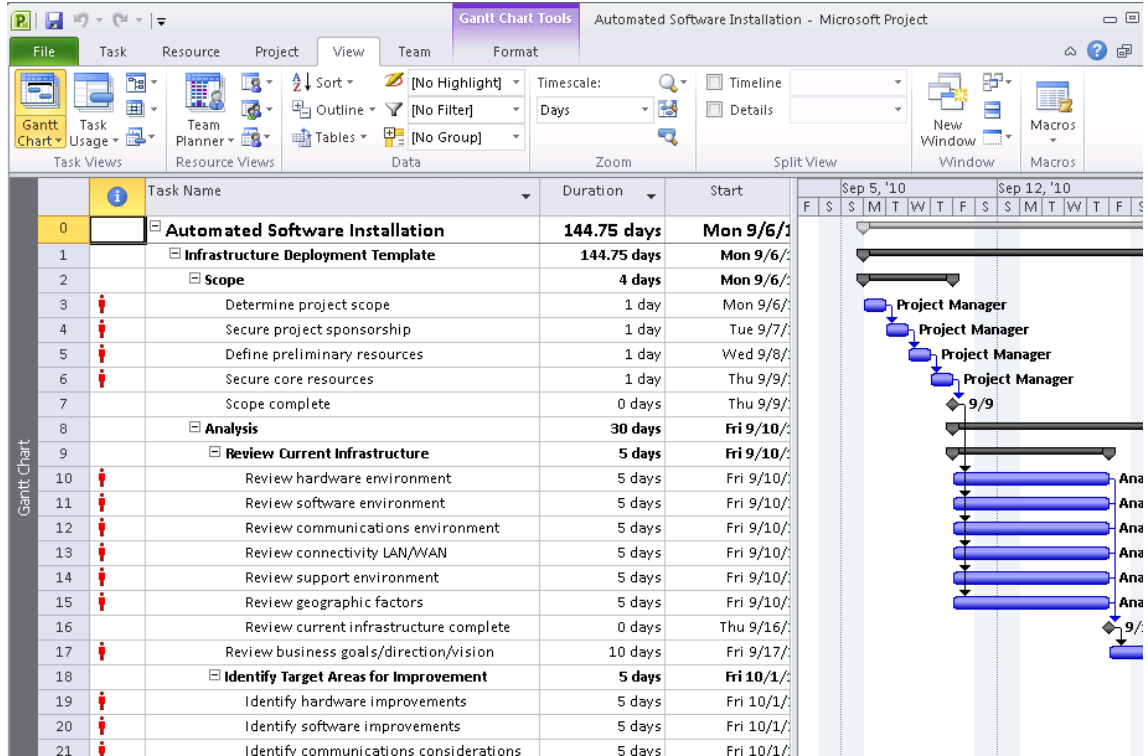 Gantt Chart Tools
Automated Software Installation - Microsoft Project
File Task Resource Project View Team Format
Gantt Chart
Task Usage
Team Planner
Sort
Outline
Tables
[No Highlight]
[No Filter]
[No Group]
Timescale:
Days
Timeline
Details
New Window
Macros
Task Views Resource Views Data Zoom Split View Window Macros
Task Name Duration Start
Sep 5, '10 Sep 12, '10
F S S M T W T F S S M T W T F S
0 Automated Software Installation 144.75 days Mon 9/6/1
1 Infrastructure Deployment Template 144.75 days Mon 9/6/
2 Scope 4 days Mon 9/6/
3 Determine project scope 1 day Mon 9/6/ Project Manager
4 Secure project sponsorship 1 day Tue 9/7/ Project Manager
5 Define preliminary resources 1 day Wed 9/8/ Project Manager
6 Secure core resources 1 day Thu 9/9/ Project Manager
7 Scope complete 0 days Thu 9/9/ 9/9
8 Analysis 30 days Fri 9/10/
9 Review Current Infrastructure 5 days Fri 9/10/
10 Review hardware environment 5 days Fri 9/10/ Ana
11 Review software environment 5 days Fri 9/10/ Ana
12 Review communications environment 5 days Fri 9/10/ Ana
13 Review connectivity LAN/WAN 5 days Fri 9/10/ Ana
14 Review support environment 5 days Fri 9/10/ Ana
15 Review geographic factors 5 days Fri 9/10/ Ana
16 Review current infrastructure complete 0 days Thu 9/16/ 9/
17 Review business goals/direction/vision 10 days Fri 9/17/
18 Identify Target Areas for Improvement 5 days Fri 10/1/
19 Identify hardware improvements 5 days Fri 10/1/
20 Identify software improvements 5 days Fri 10/1/
21 Identify communications considerations 5 days Fri 10/1/
Gantt Chart